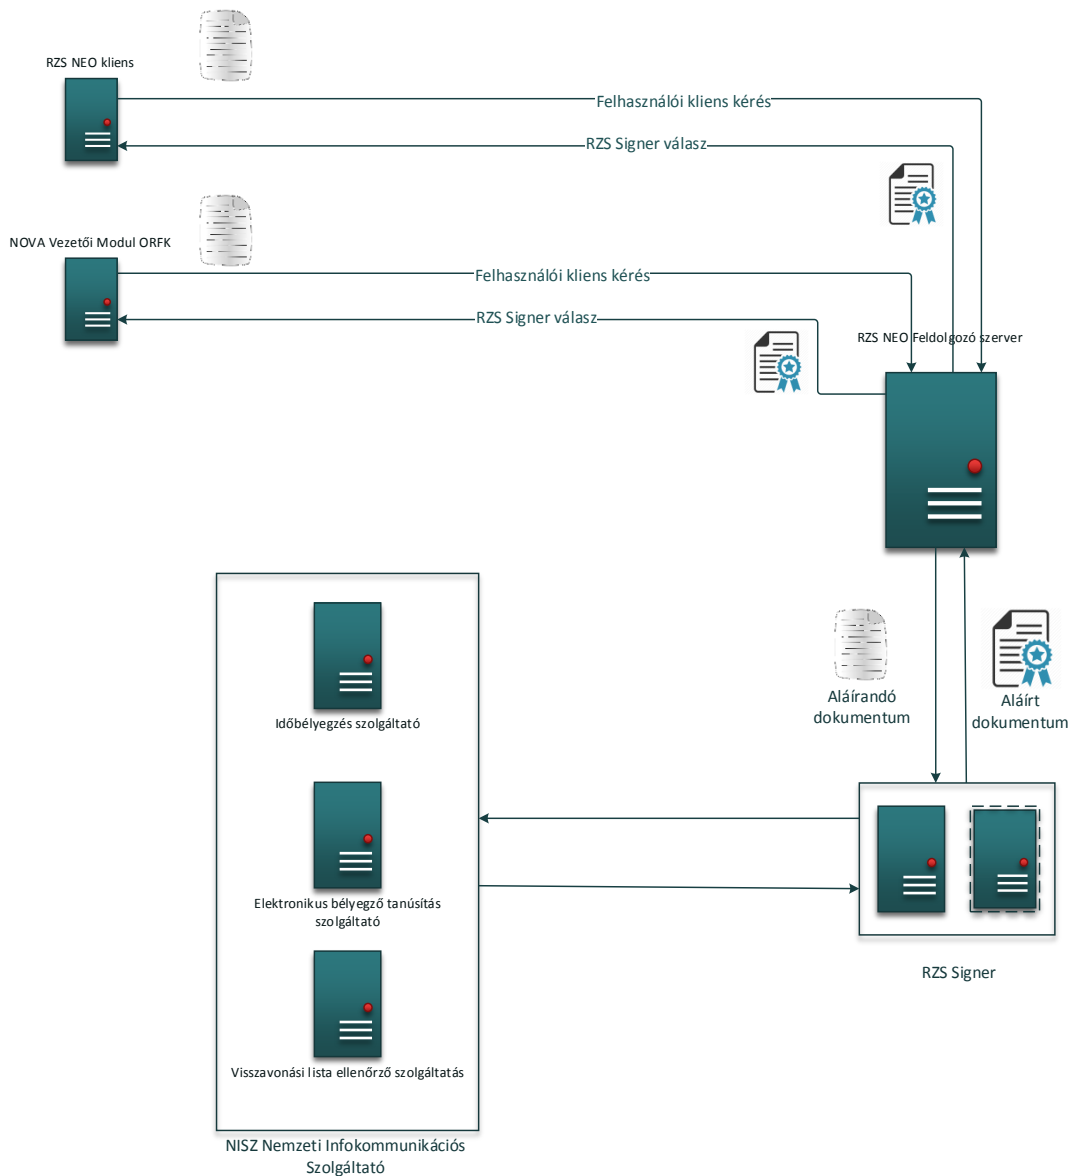 RZS NEO kliens
Felhasználói kliens kérés
RZS Signer válasz
NOVA Vezetői Modul ORFK
Felhasználói kliens kérés
RZS Signer válasz
RZS NEO Feldolgozó szerver
Időbélyegzés szolgáltató
Aláírandó
dokumentum
Aláírt
dokumentum
Elektronikus bélyegző tanúsítás
szolgáltató
Visszavonási lista ellenőrző szolgáltatás
RZS Signer
NISZ Nemzeti Infokommunikációs
Szolgáltató